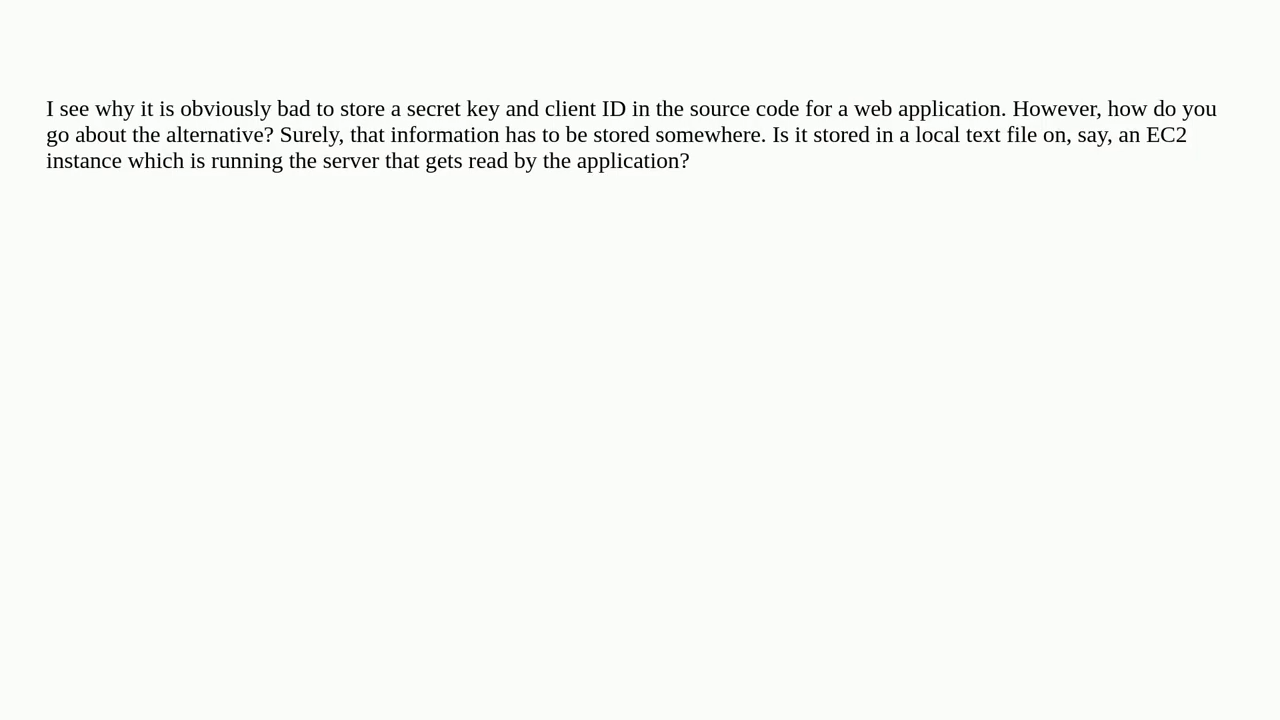 I see why it is obviously bad to store a secret key and client ID in the source code for a web application. However, how do you
go about the alternative? Surely, that information has to be stored somewhere. Is it stored in a local text file on, say, an EC2
instance which is running the server that gets read by the application?